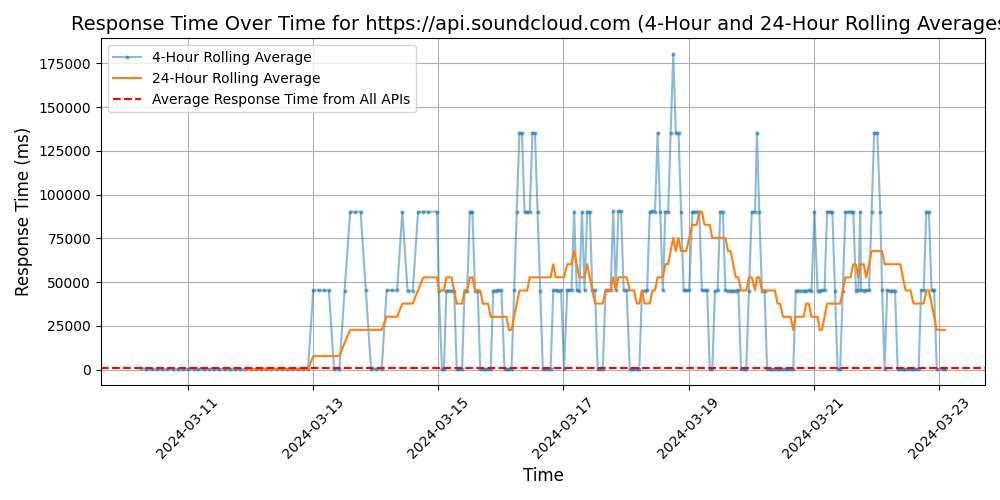 Response Time Over Time for https://api.soundcloud.com (4-Hour and 24-Hour Rolling Averages
4-Hour Rolling Average
24-Hour Rolling Average
Average Response Time from All APIs
Response Time (ms)
175000
150000
125000
100000
75000
50000
25000
0
2024-03-11
2024-03-13
2024-03-15
2024-03-17
2024-03-19
2024-03-21
2024-03-23
Time